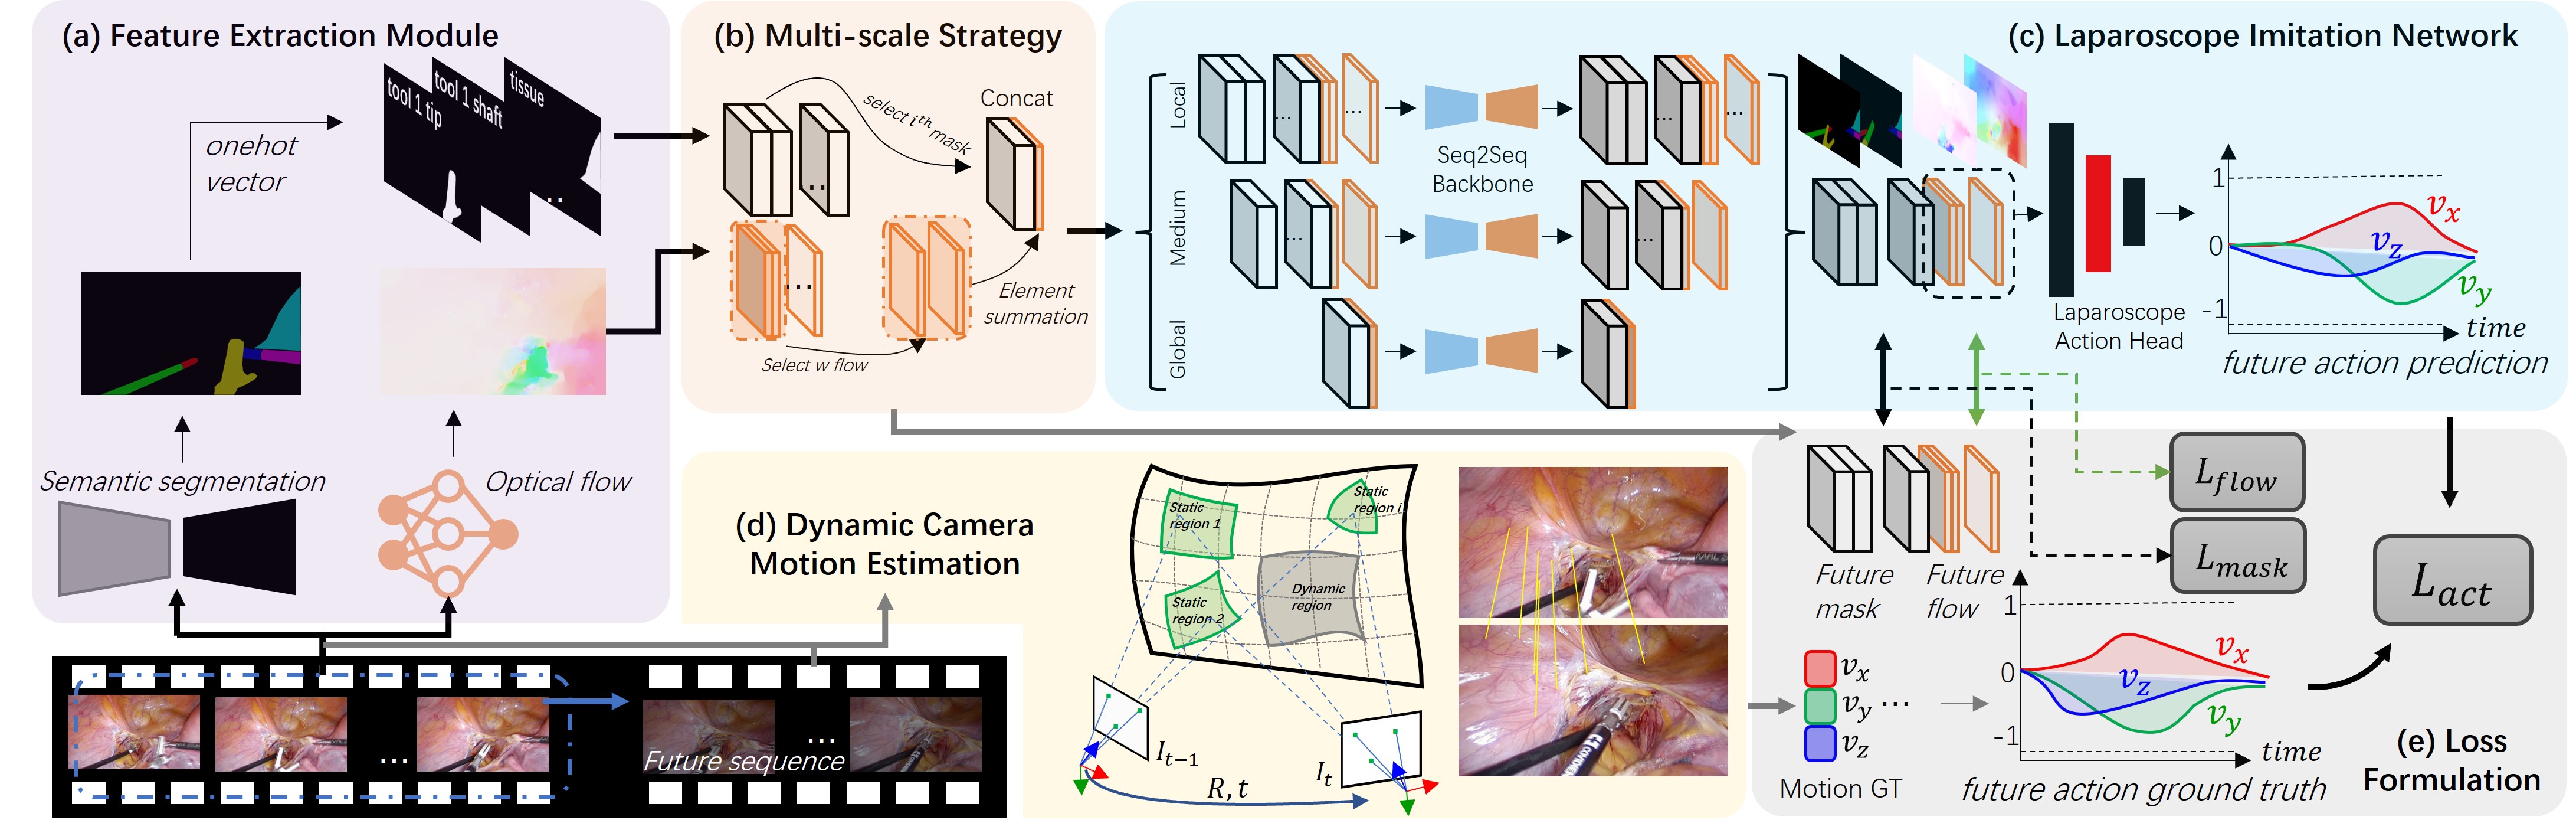 (a) Feature Extraction Module
tool 1 tip
tool 1 shaft
tissue
..
onehot
vector
Semantic segmentation
Optical flow
...
Future sequence
...
(b) Multi-scale Strategy
select iᵗʰ mask
Concat
..
...
Element
summation
Select w flow
(c) Laparoscope Imitation Network
Local
...
...
Seq2Seq
Backbone
...
...
Medium
...
...
Global
Laparoscope
Action Head
1
0
-1
vₓ
v_z
v_y
time
future action prediction
(d) Dynamic Camera
Motion Estimation
Static
region 1
Static
region i
Static
region 2
Dynamic
region
I_{t-1}
I_t
R, t
Future
mask
Future
flow
L_{flow}
L_{mask}
L_{act}
vₓ
v_y ...
v_z
Motion GT
1
0
-1
vₓ
v_z
v_y
time
future action ground truth
(e) Loss
Formulation